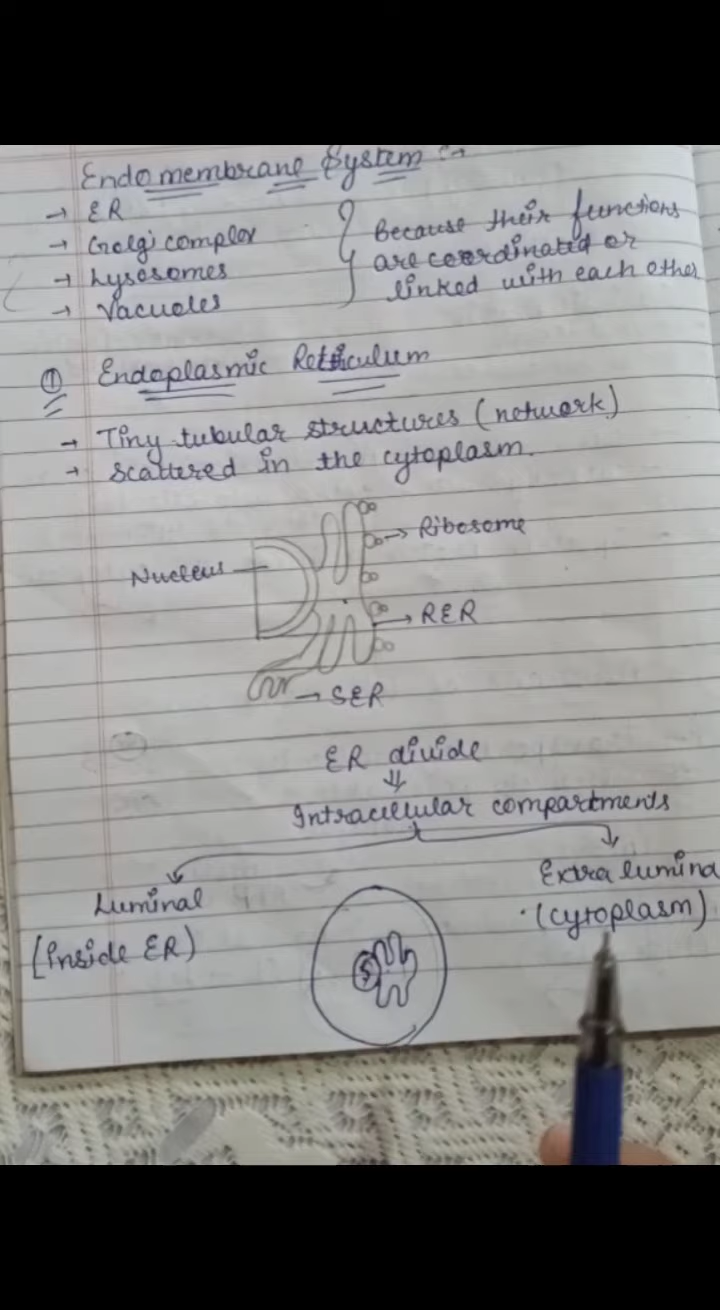 Endomembrane System :→
→ ER
→ Golgi complex
→ Lysosomes
→ Vacuoles
Because their functions
are coordinated or
linked with each other
① Endoplasmic Reticulum
→ Tiny tubular structures (network)
→ scattered in the cytoplasm.
→ Ribosome
Nucleus
→ RER
→ SER
ER divide
⇓
Intracellular compartments
Luminal
(inside ER)
Extra lumina
(cytoplasm)